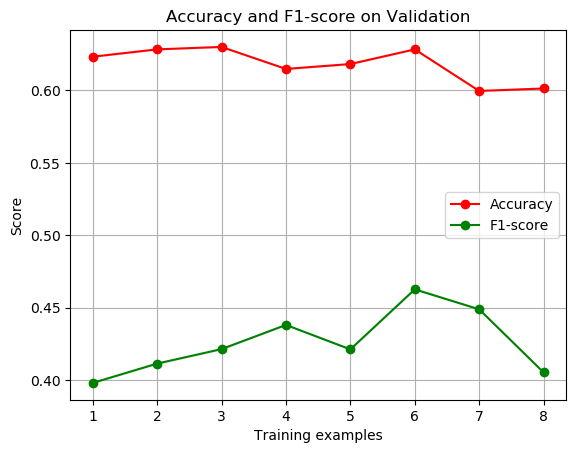 Accuracy and F1-score on Validation
Score
0.60
0.55
0.50
0.45
0.40
Accuracy
F1-score
1 2 3 4 5 6 7 8
Training examples